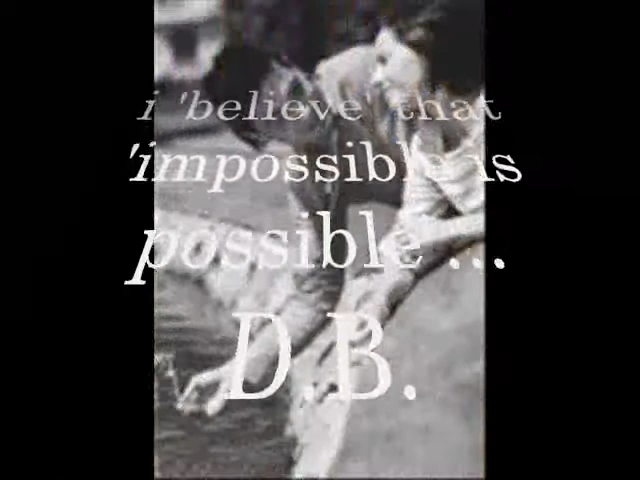 i 'believe' that
'impossible is
possible ...
D.B.